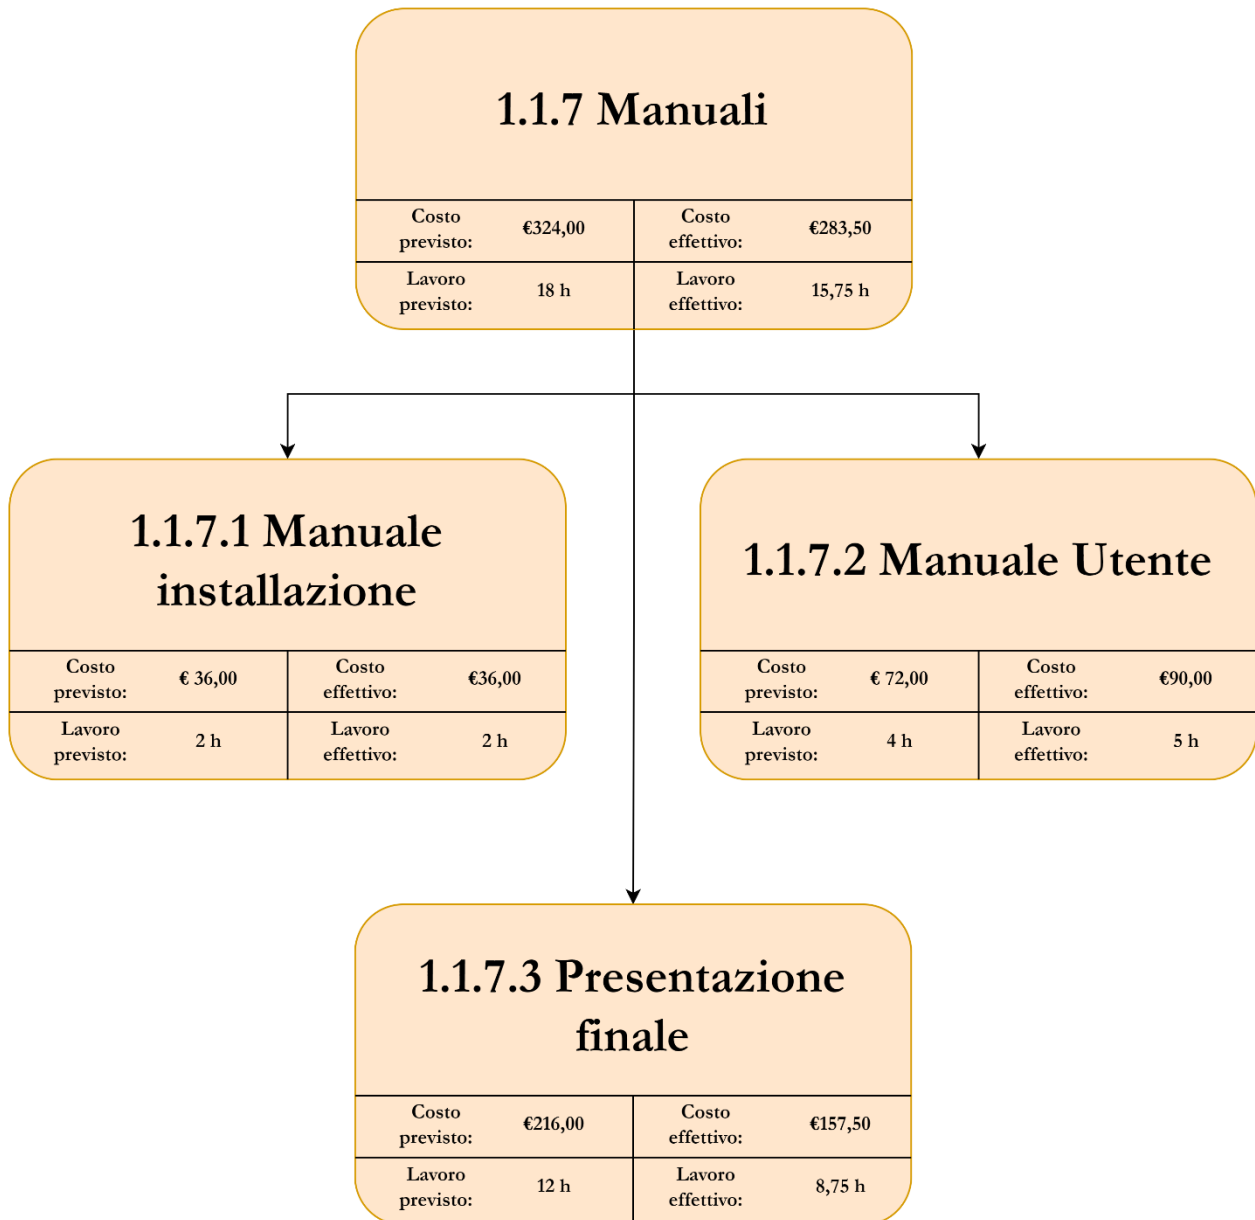 1.1.7 Manuali
Costo
previsto:
€324,00
Costo
effettivo:
€283,50
Lavoro
previsto:
18 h
Lavoro
effettivo:
15,75 h
1.1.7.1 Manuale
installazione
Costo
previsto:
€ 36,00
Costo
effettivo:
€36,00
Lavoro
previsto:
2 h
Lavoro
effettivo:
2 h
1.1.7.2 Manuale Utente
Costo
previsto:
€ 72,00
Costo
effettivo:
€90,00
Lavoro
previsto:
4 h
Lavoro
effettivo:
5 h
1.1.7.3 Presentazione
finale
Costo
previsto:
€216,00
Costo
effettivo:
€157,50
Lavoro
previsto:
12 h
Lavoro
effettivo:
8,75 h